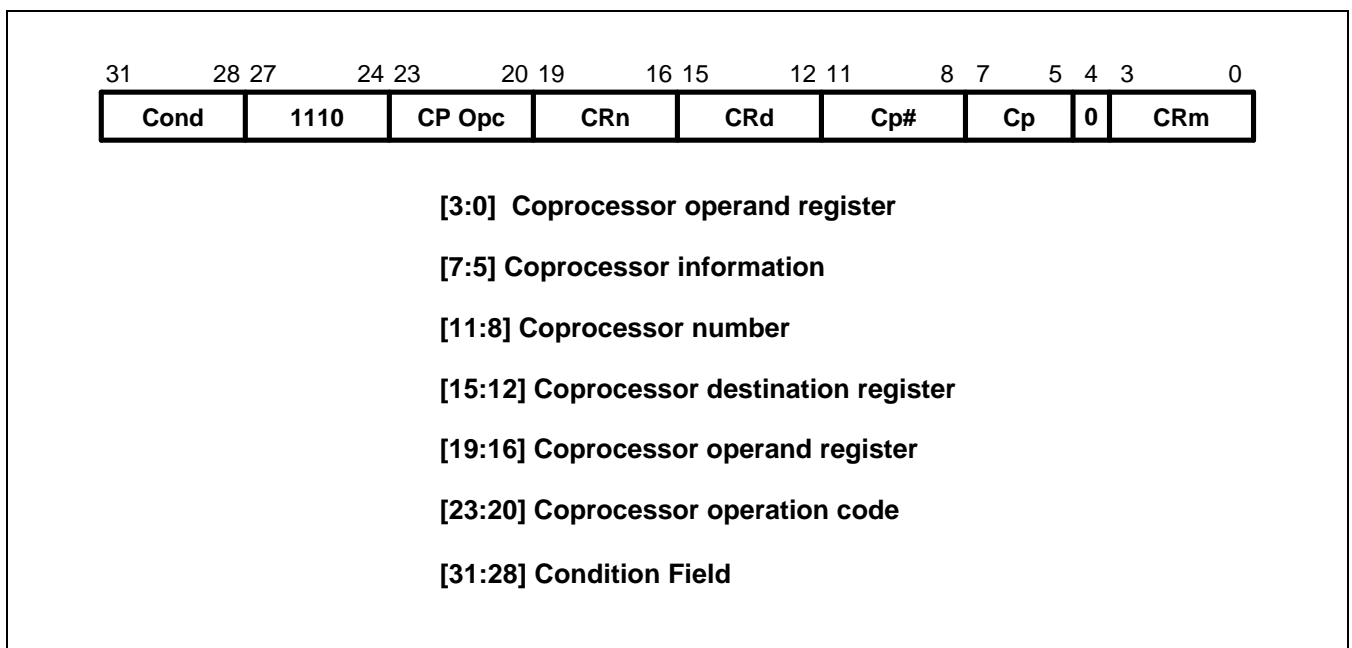 31 28 27 24 23 20 19 16 15 12 11 8 7 5 4 3 0
Cond 1110 CP Opc CRn CRd Cp# Cp 0 CRm
[3:0] Coprocessor operand register
[7:5] Coprocessor information
[11:8] Coprocessor number
[15:12] Coprocessor destination register
[19:16] Coprocessor operand register
[23:20] Coprocessor operation code
[31:28] Condition Field